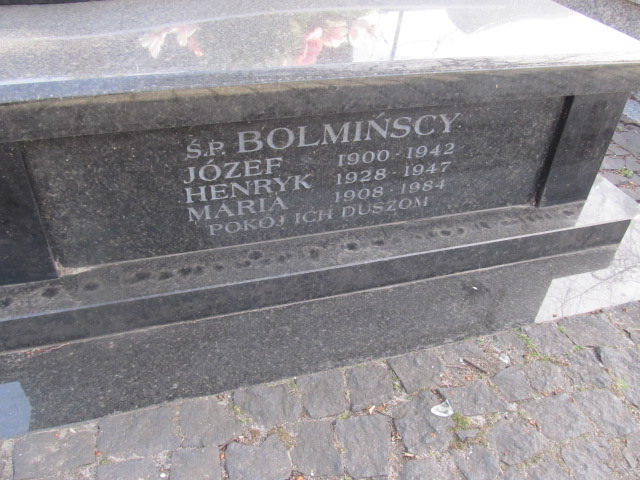 Ś.P. BOLMIŃSCY
JÓZEF 1900 - 1942
HENRYK 1928 - 1947
MARIA 1908 - 1984
POKÓJ ICH DUSZOM